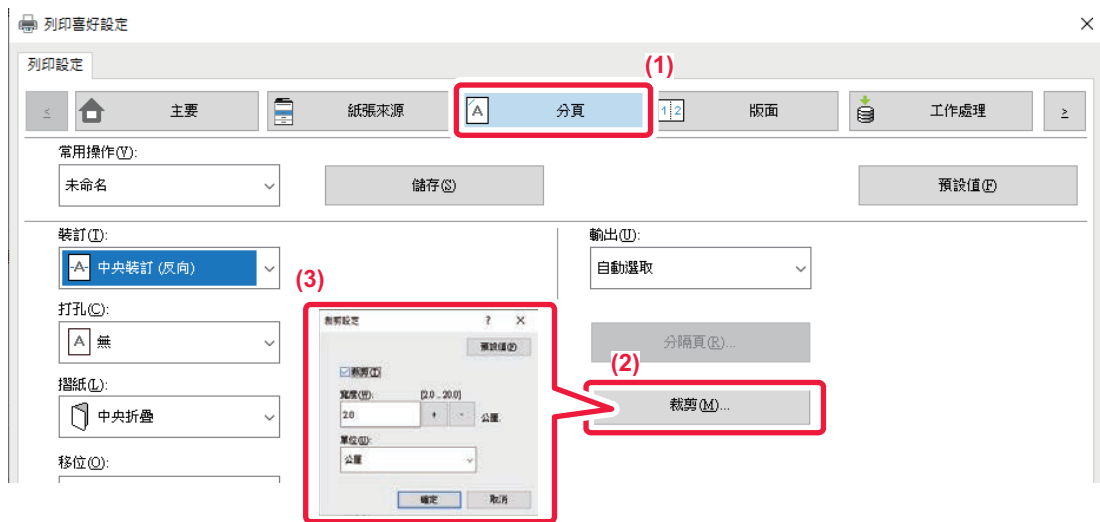 列印喜好設定
列印設定
(1)
主要
紙張來源
分頁
版面
工作處理
常用操作(V):
未命名
儲存(S)
預設值(F)
裝訂(I):
中央裝訂 (反向)
輸出(U):
自動選取
(3)
打孔(C):
無
裁剪設定
預設值(F)
裁剪(T)
寬度(W): [2.0 .. 20.0]
2.0 + - 公厘.
單位(U):
公厘
確定 取消
分隔頁(R)...
(2)
裁剪(M)...
摺紙(L):
中央折疊
移位(O):